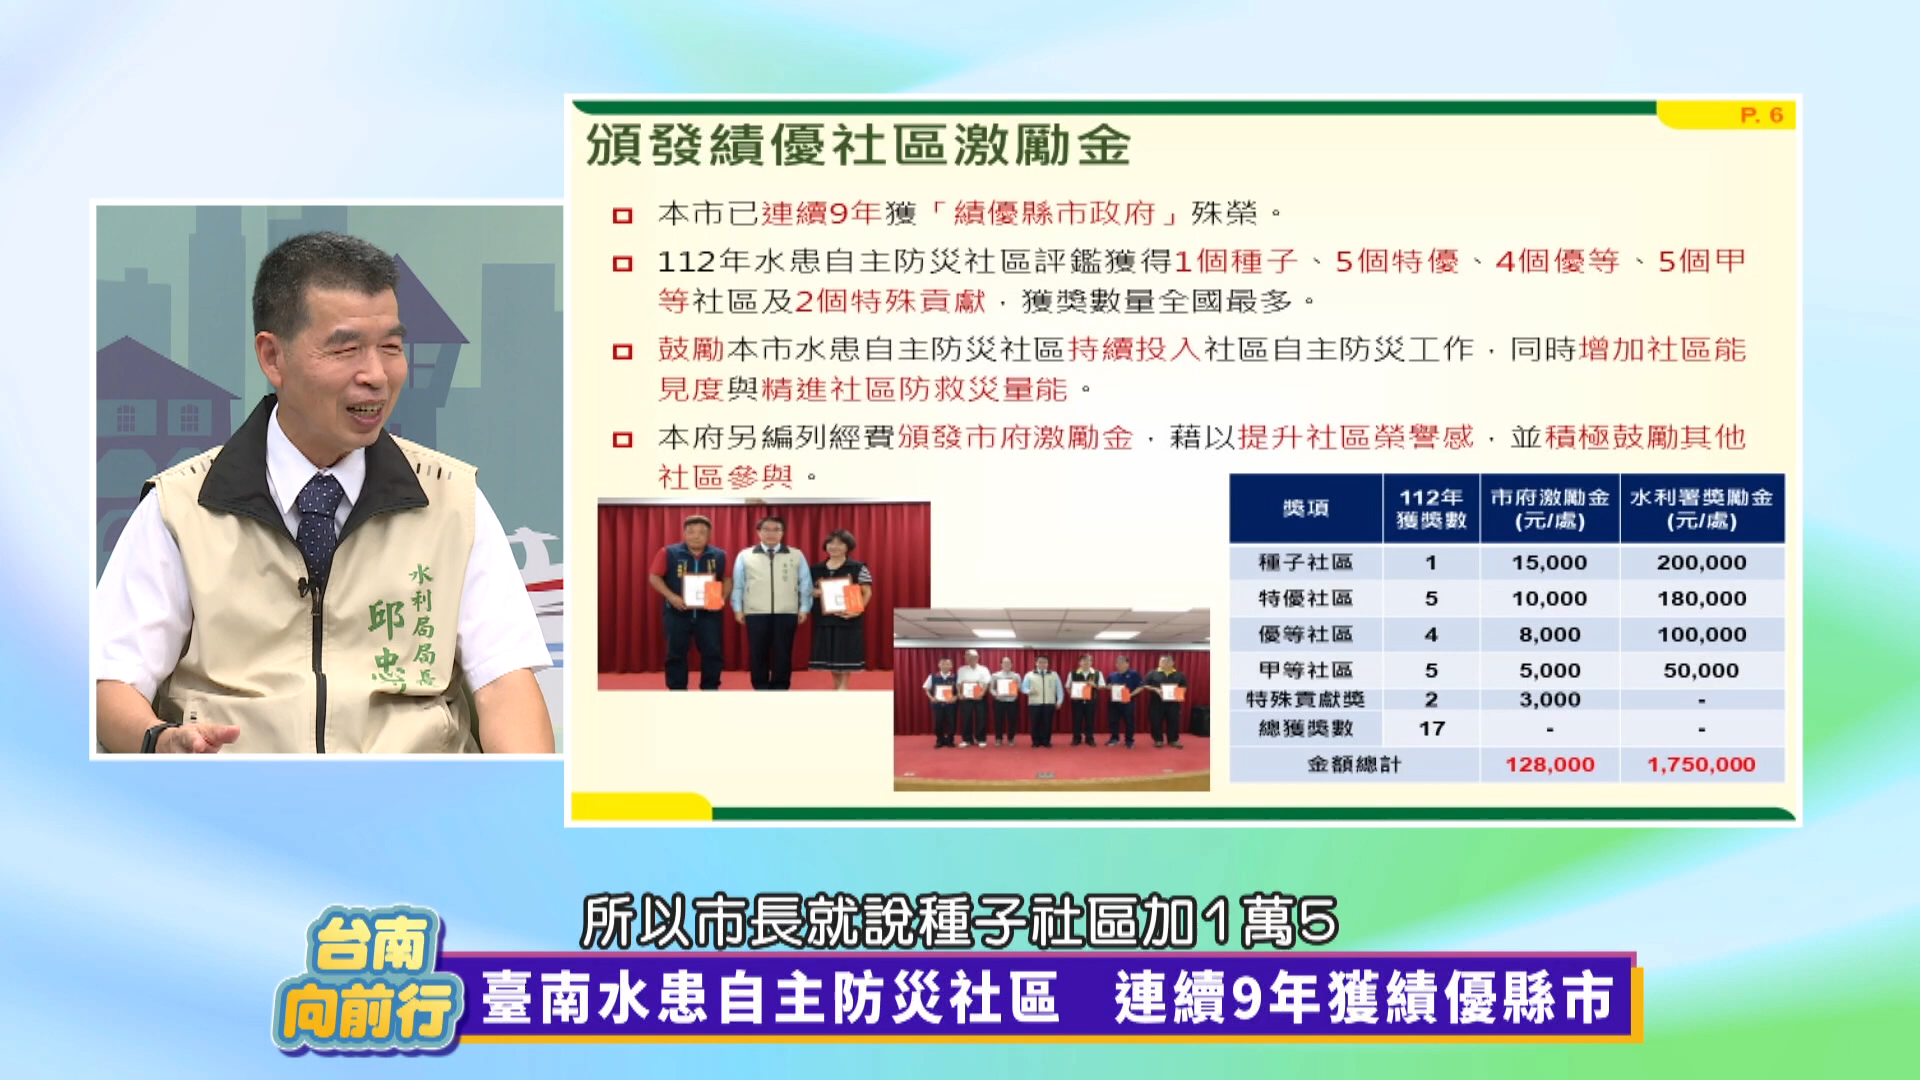 P. 6
頒發績優社區激勵金
本市已連續9年獲「績優縣市政府」殊榮。
112年水患自主防災社區評鑑獲得1個種子、5個特優、4個優等、5個甲
等社區及2個特殊貢獻，獲獎數量全國最多。
鼓勵本市水患自主防災社區持續投入社區自主防災工作，同時增加社區能
見度與精進社區防救災量能。
本府另編列經費頒發市府激勵金，藉以提升社區榮譽感，並積極鼓勵其他
社區參與。
獎項 112年獲獎數 市府激勵金(元/處) 水利署獎勵金(元/處)
種子社區 1 15,000 200,000
特優社區 5 10,000 180,000
優等社區 4 8,000 100,000
甲等社區 5 5,000 50,000
特殊貢獻獎 2 3,000 -
總獲獎數 17 - -
金額總計 128,000 1,750,000
水利局局長
邱忠
所以市長就說種子社區加1萬5
台南
向前行
臺南水患自主防災社區 連續9年獲績優縣市